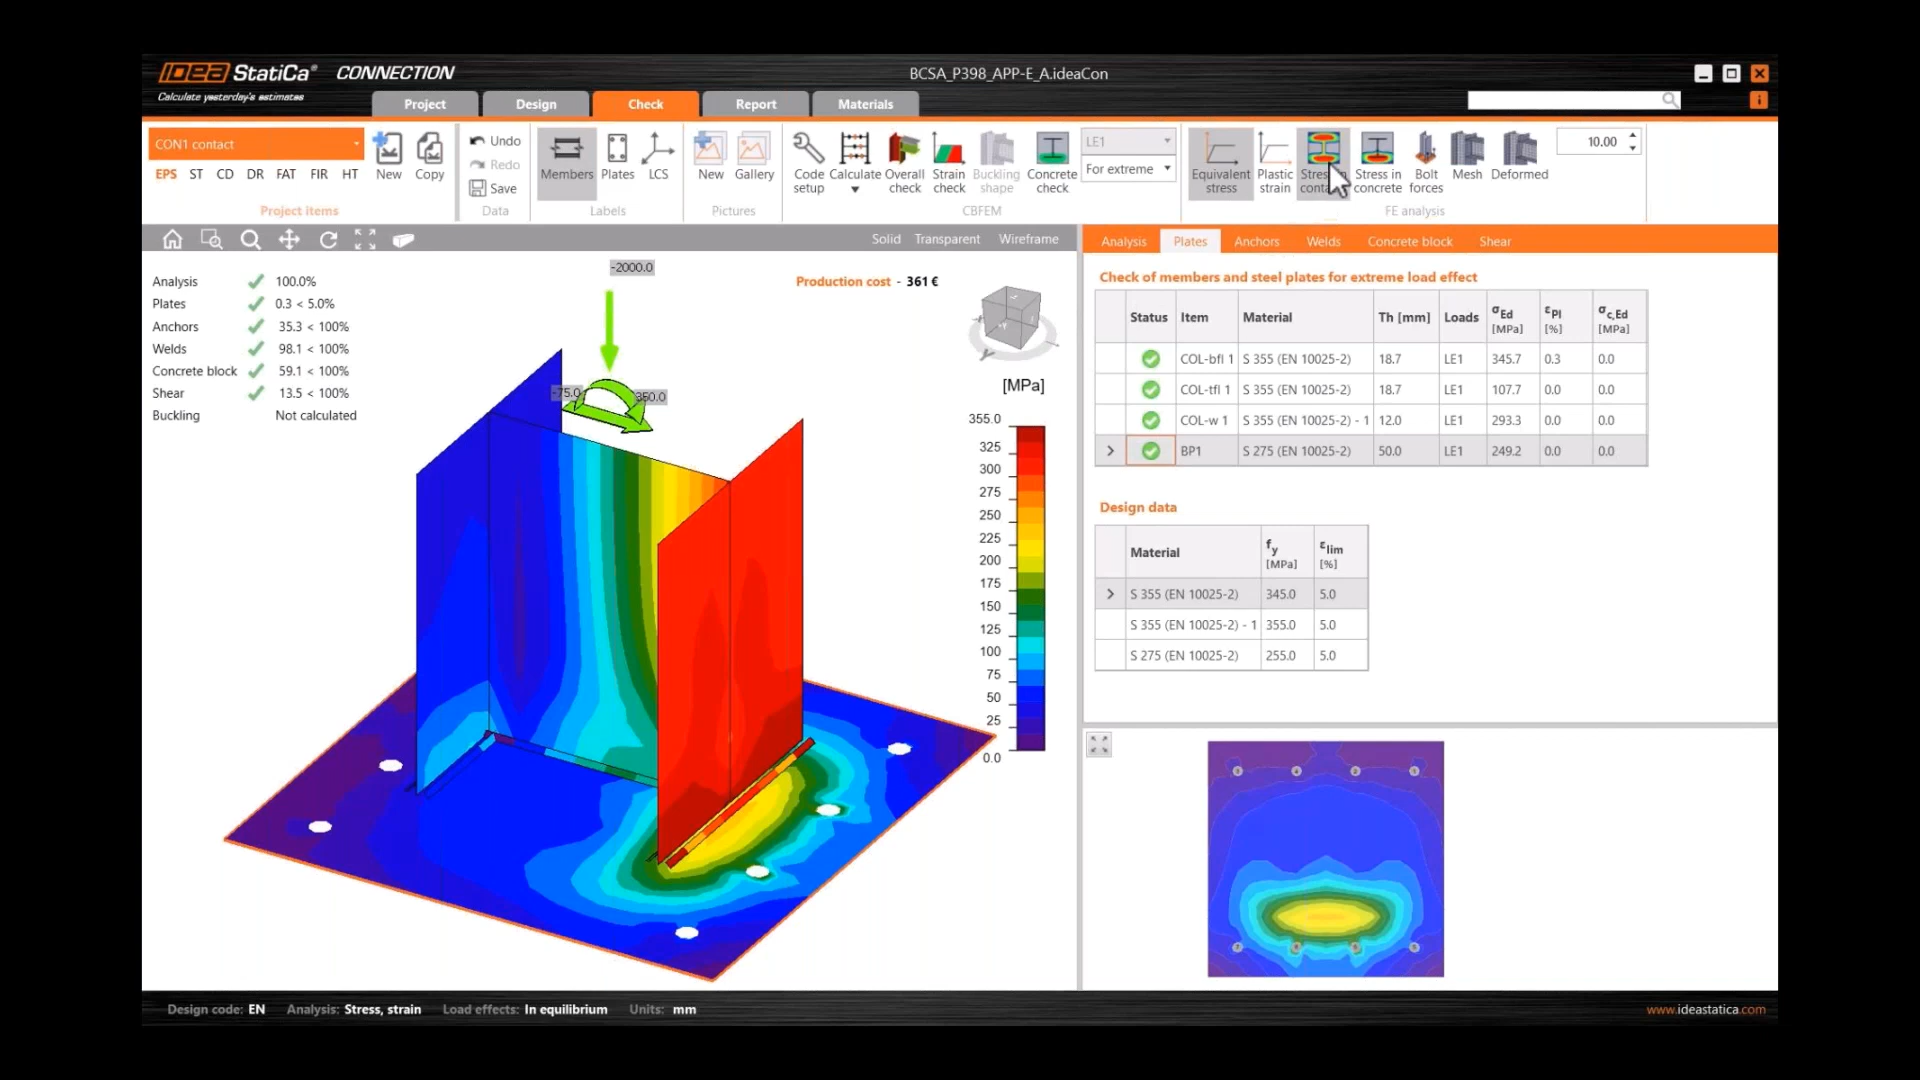 IDEA StatiCa® CONNECTION
Calculate yesterday's estimates
BCSA_P398_APP-E_A.ideaCon
Project Design Check Report Materials
CON1 contact
EPS ST CD DR FAT FIR HT
Project items
New Copy
Undo
Redo
Save
Data
Members Plates LCS
Labels
New Gallery
Pictures
Code setup Calculate Overall check Strain check Buckling shape Concrete check
LE1
For extreme
CBFEM
Equivalent stress Plastic strain Stress in Stress in concrete Bolt forces Mesh Deformed
FE analysis
10.00
Solid Transparent Wireframe
Analysis 100.0%
Plates 0.3 < 5.0%
Anchors 35.3 < 100%
Welds 98.1 < 100%
Concrete block 59.1 < 100%
Shear 13.5 < 100%
Buckling Not calculated
Production cost - 361 €
-2000.0
-75.0
350.0
[MPa]
355.0
325
300
275
250
225
200
175
150
125
100
75
50
25
0.0
Analysis Plates Anchors Welds Concrete block Shear
Check of members and steel plates for extreme load effect
Status Item Material Th [mm] Loads σEd [MPa] εPl [%] σc,Ed [MPa]
COL-bfl 1 S 355 (EN 10025-2) 18.7 LE1 345.7 0.3 0.0
COL-tfl 1 S 355 (EN 10025-2) 18.7 LE1 107.7 0.0 0.0
COL-w 1 S 355 (EN 10025-2) - 1 12.0 LE1 293.3 0.0 0.0
> BP1 S 275 (EN 10025-2) 50.0 LE1 249.2 0.0 0.0
Design data
Material fy [MPa] εlim [%]
> S 355 (EN 10025-2) 345.0 5.0
S 355 (EN 10025-2) - 1 355.0 5.0
S 275 (EN 10025-2) 255.0 5.0
Design code: EN Analysis: Stress, strain Load effects: In equilibrium Units: mm
www.ideastatica.com